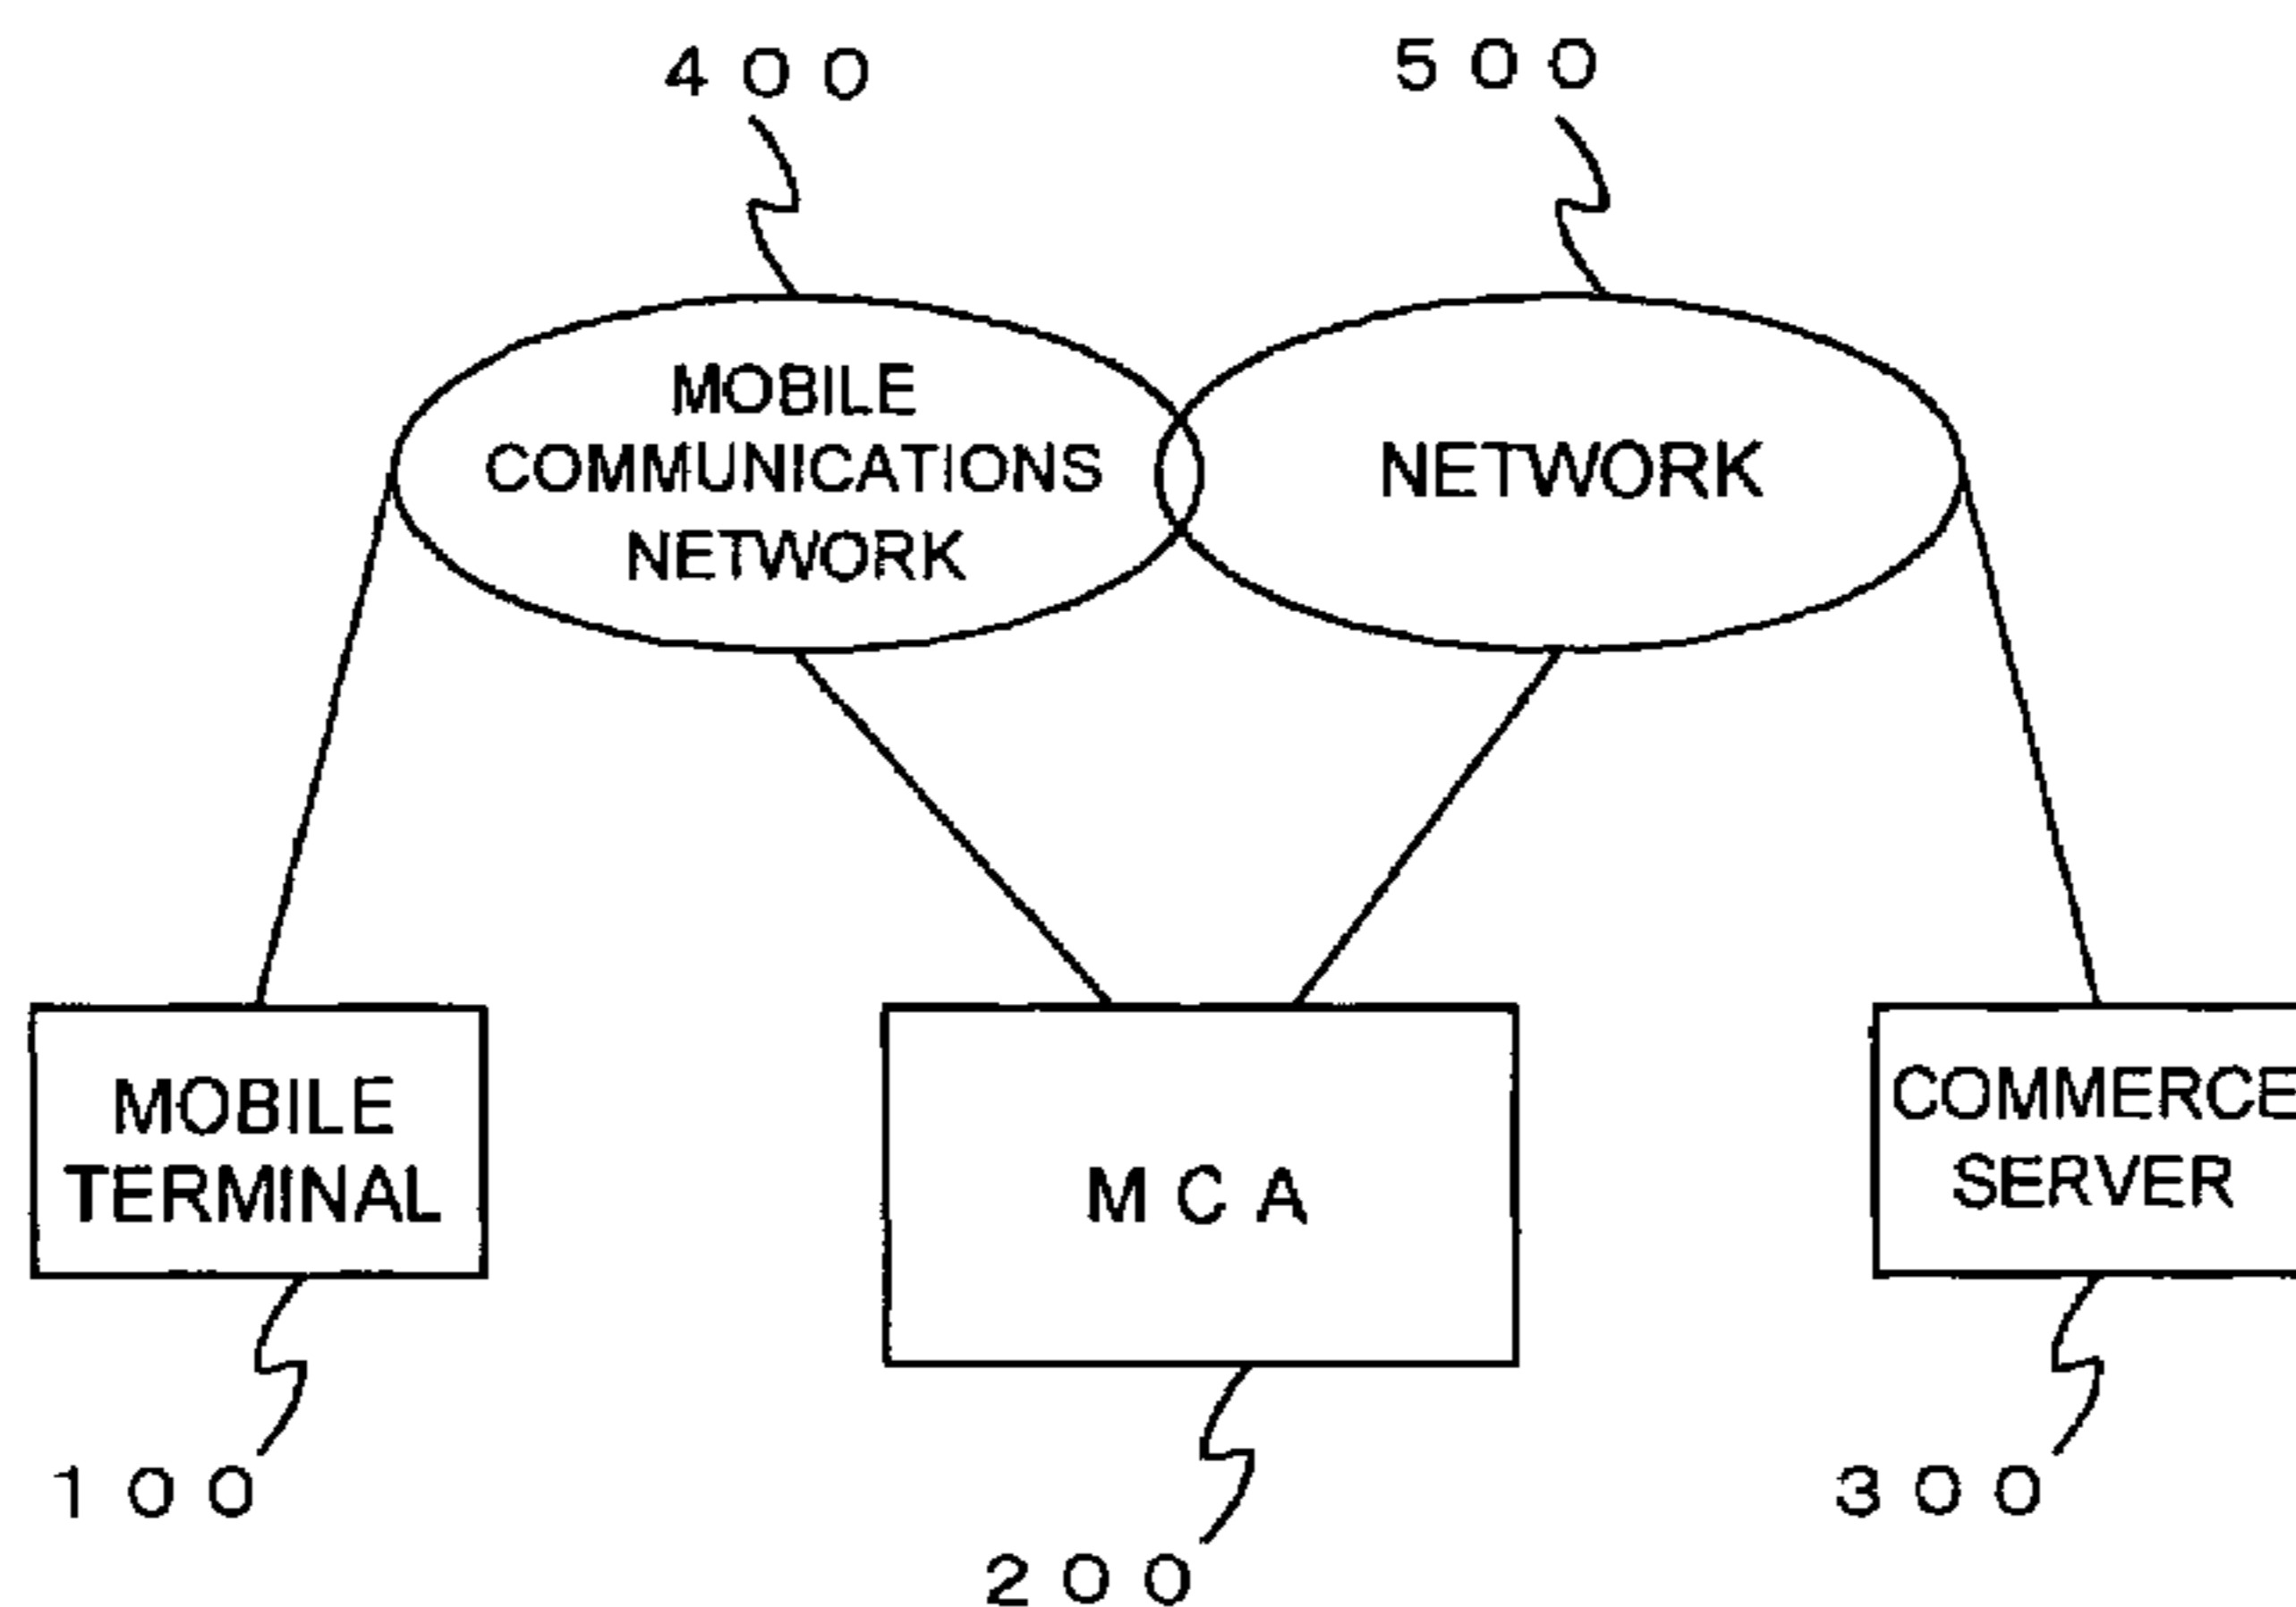 400
500
MOBILE
COMMUNICATIONS
NETWORK
NETWORK
MOBILE
TERMINAL
MCA
COMMERCE
SERVER
100
200
300